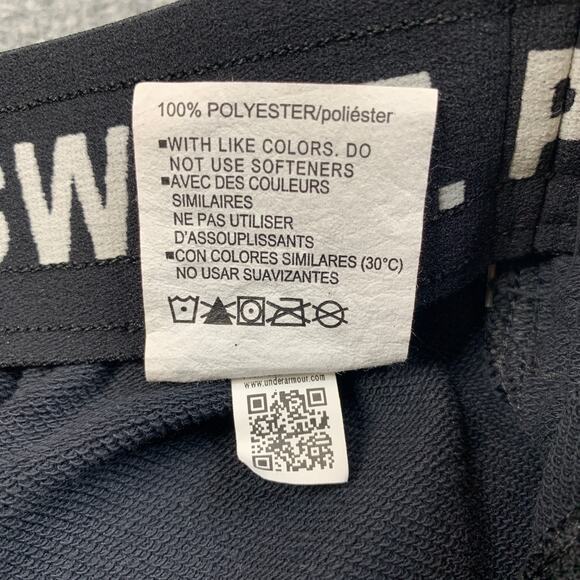 SW
P
100% POLYESTER/poliéster
▪WITH LIKE COLORS. DO
NOT USE SOFTENERS
▪AVEC DES COULEURS
SIMILAIRES
NE PAS UTILISER
D'ASSOUPLISSANTS
▪CON COLORES SIMILARES (30°C)
NO USAR SUAVIZANTES
www.underarmour.com